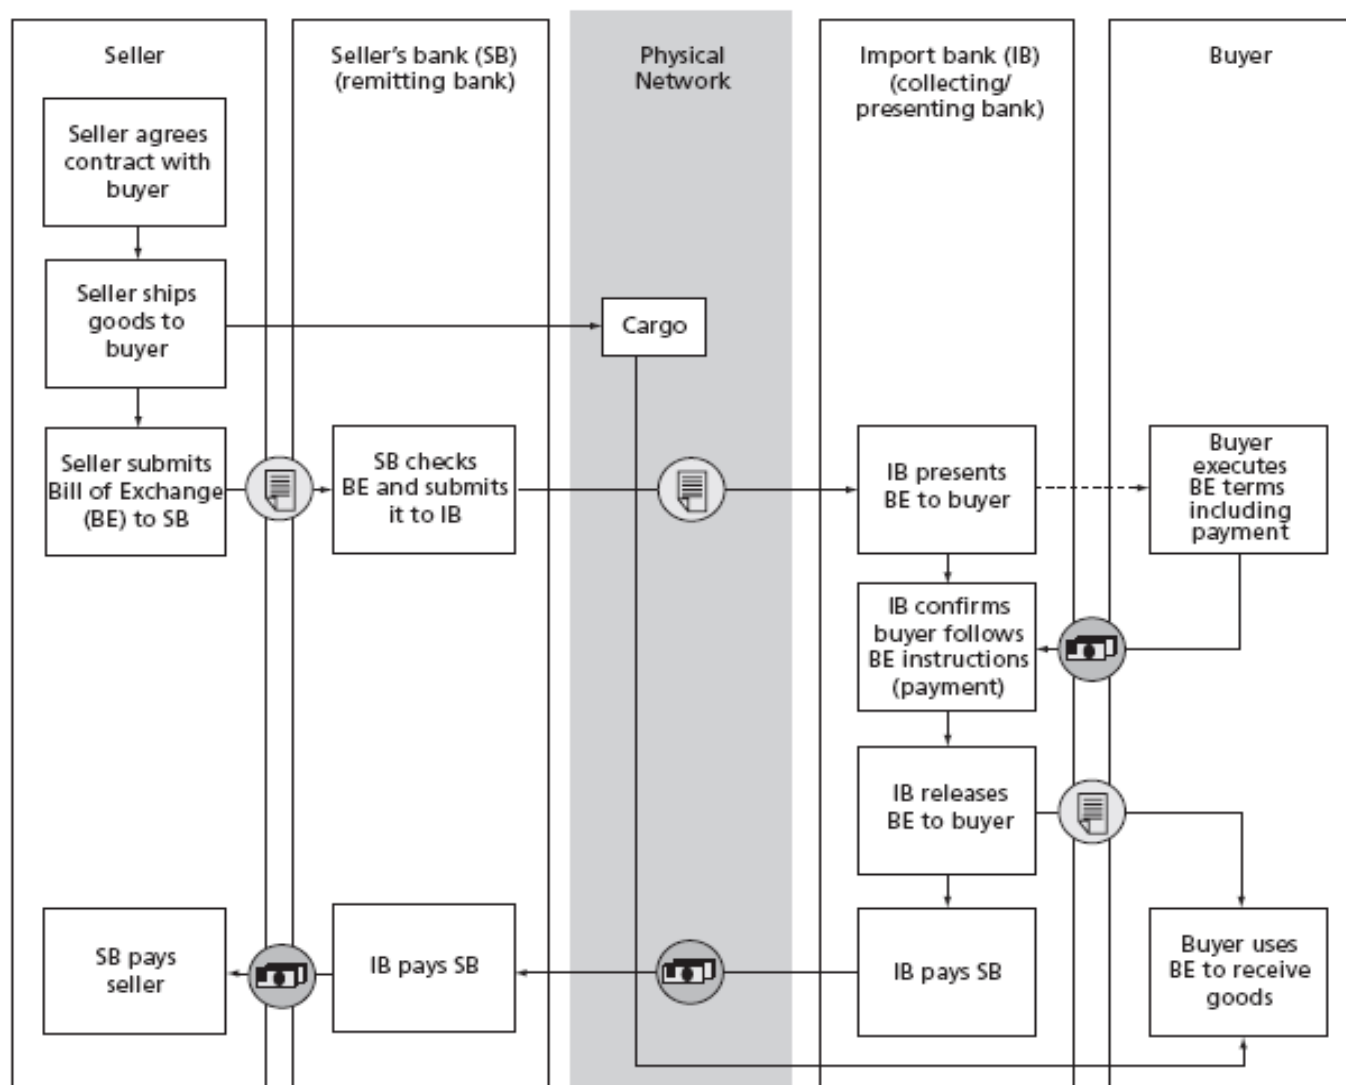 Seller
Seller's bank (SB)
(remitting bank)
Physical
Network
Import bank (IB)
(collecting/
presenting bank)
Buyer
Seller agrees
contract with
buyer
Seller ships
goods to
buyer
Cargo
Seller submits
Bill of Exchange
(BE) to SB
SB checks
BE and submits
it to IB
IB presents
BE to buyer
Buyer
executes
BE terms
including
payment
IB confirms
buyer follows
BE instructions
(payment)
IB releases
BE to buyer
SB pays
seller
IB pays SB
IB pays SB
Buyer uses
BE to receive
goods